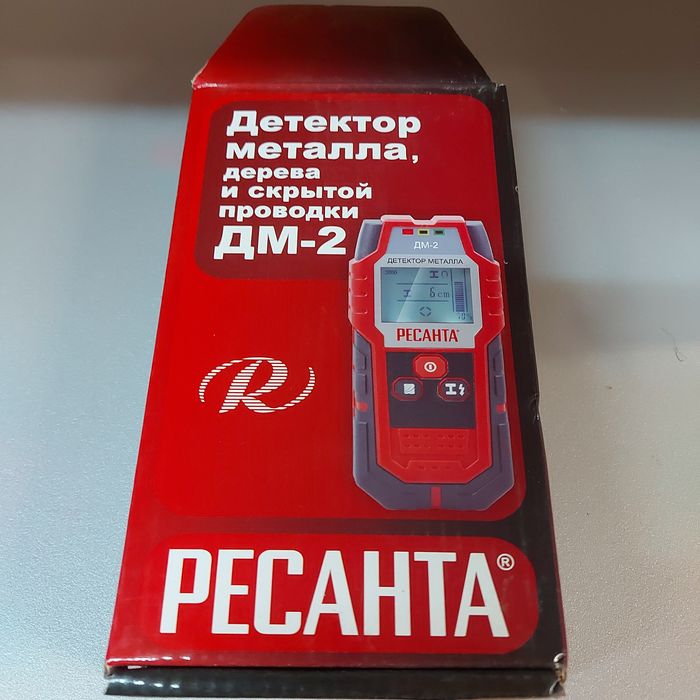 Детектор
металла,
дерева
и скрытой
проводки
ДМ-2
ДМ-2
ДЕТЕКТОР МЕТАЛЛА
6cm
РЕСАНТА
R
РЕСАНТА®